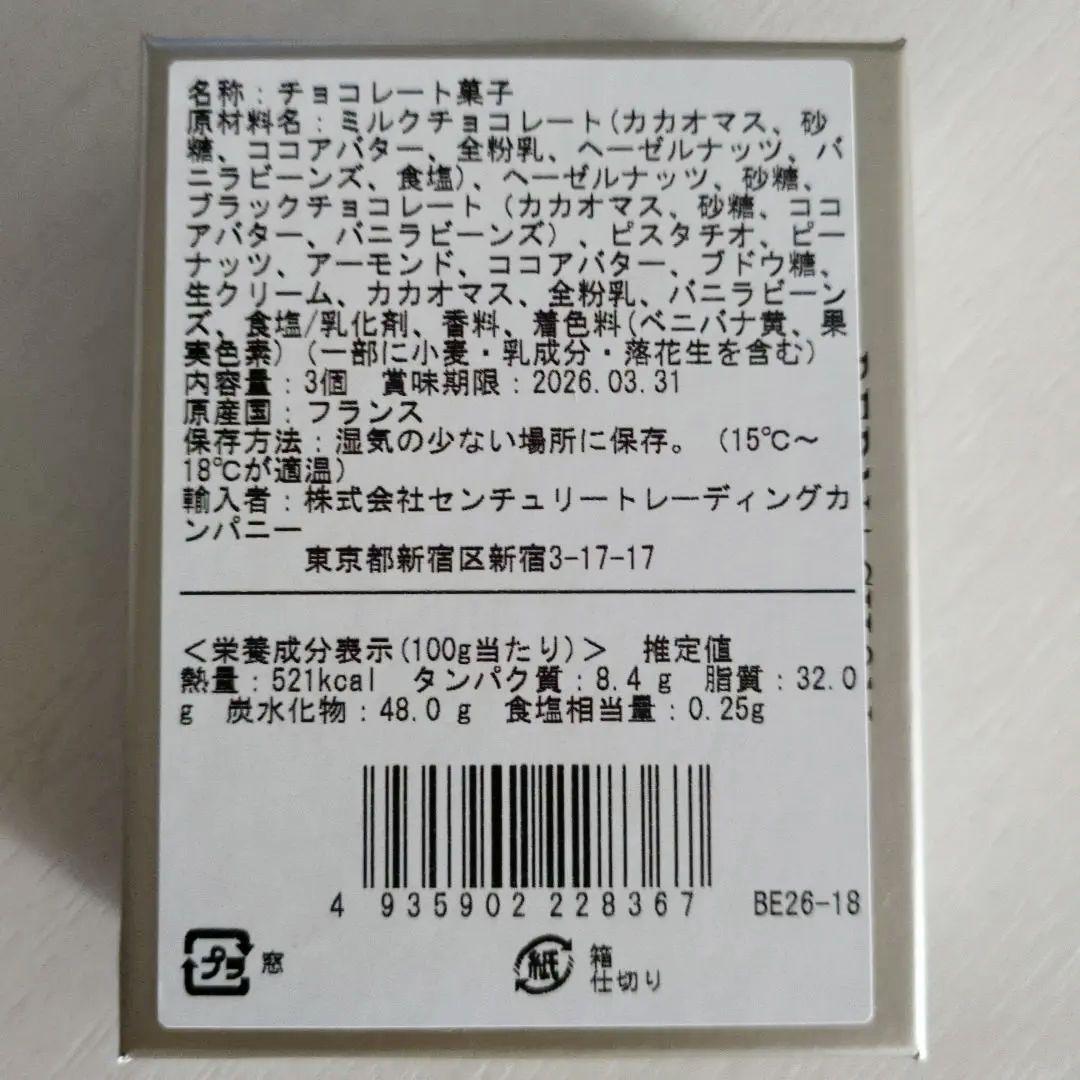 名称：チョコレート菓子
原材料名：ミルクチョコレート(カカオマス、砂
糖、ココアバター、全粉乳、ヘーゼルナッツ、バ
ニラビーンズ、食塩)、ヘーゼルナッツ、砂糖、
ブラックチョコレート（カカオマス、砂糖、ココ
アバター、バニラビーンズ）、ピスタチオ、ピー
ナッツ、アーモンド、ココアバター、ブドウ糖、
生クリーム、カカオマス、全粉乳、バニラビーン
ズ、食塩/乳化剤、香料、着色料(ベニバナ黄、果
実色素)（一部に小麦・乳成分・落花生を含む）
内容量：3個　賞味期限：2026.03.31
原産国：フランス
保存方法：湿気の少ない場所に保存。（15℃～
18℃が適温）
輸入者：株式会社センチュリートレーディングカ
ンパニー
東京都新宿区新宿3-17-17
＜栄養成分表示(100g当たり)＞　推定値
熱量：521kcal　タンパク質：8.4 g　脂質：32.0
g　炭水化物：48.0 g　食塩相当量：0.25g
4 935902 228367 BE26-18
プラ 窓
紙 箱
仕切り